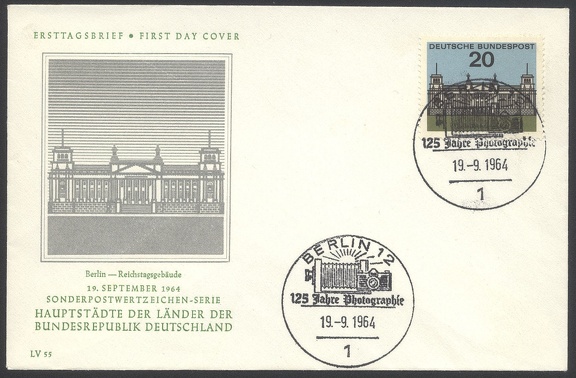 ERSTTAGSBRIEF • FIRST DAY COVER
DEUTSCHE BUNDESPOST
20
BERLIN
125 Jahre Photographie
19.-9.1964
1
Berlin — Reichstagsgebäude
19. SEPTEMBER 1964
SONDERPOSTWERTZEICHEN-SERIE
HAUPTSTÄDTE DER LÄNDER DER
BUNDESREPUBLIK DEUTSCHLAND
LV 55
BERLIN 12
125 Jahre Photographie
19.-9.1964
1